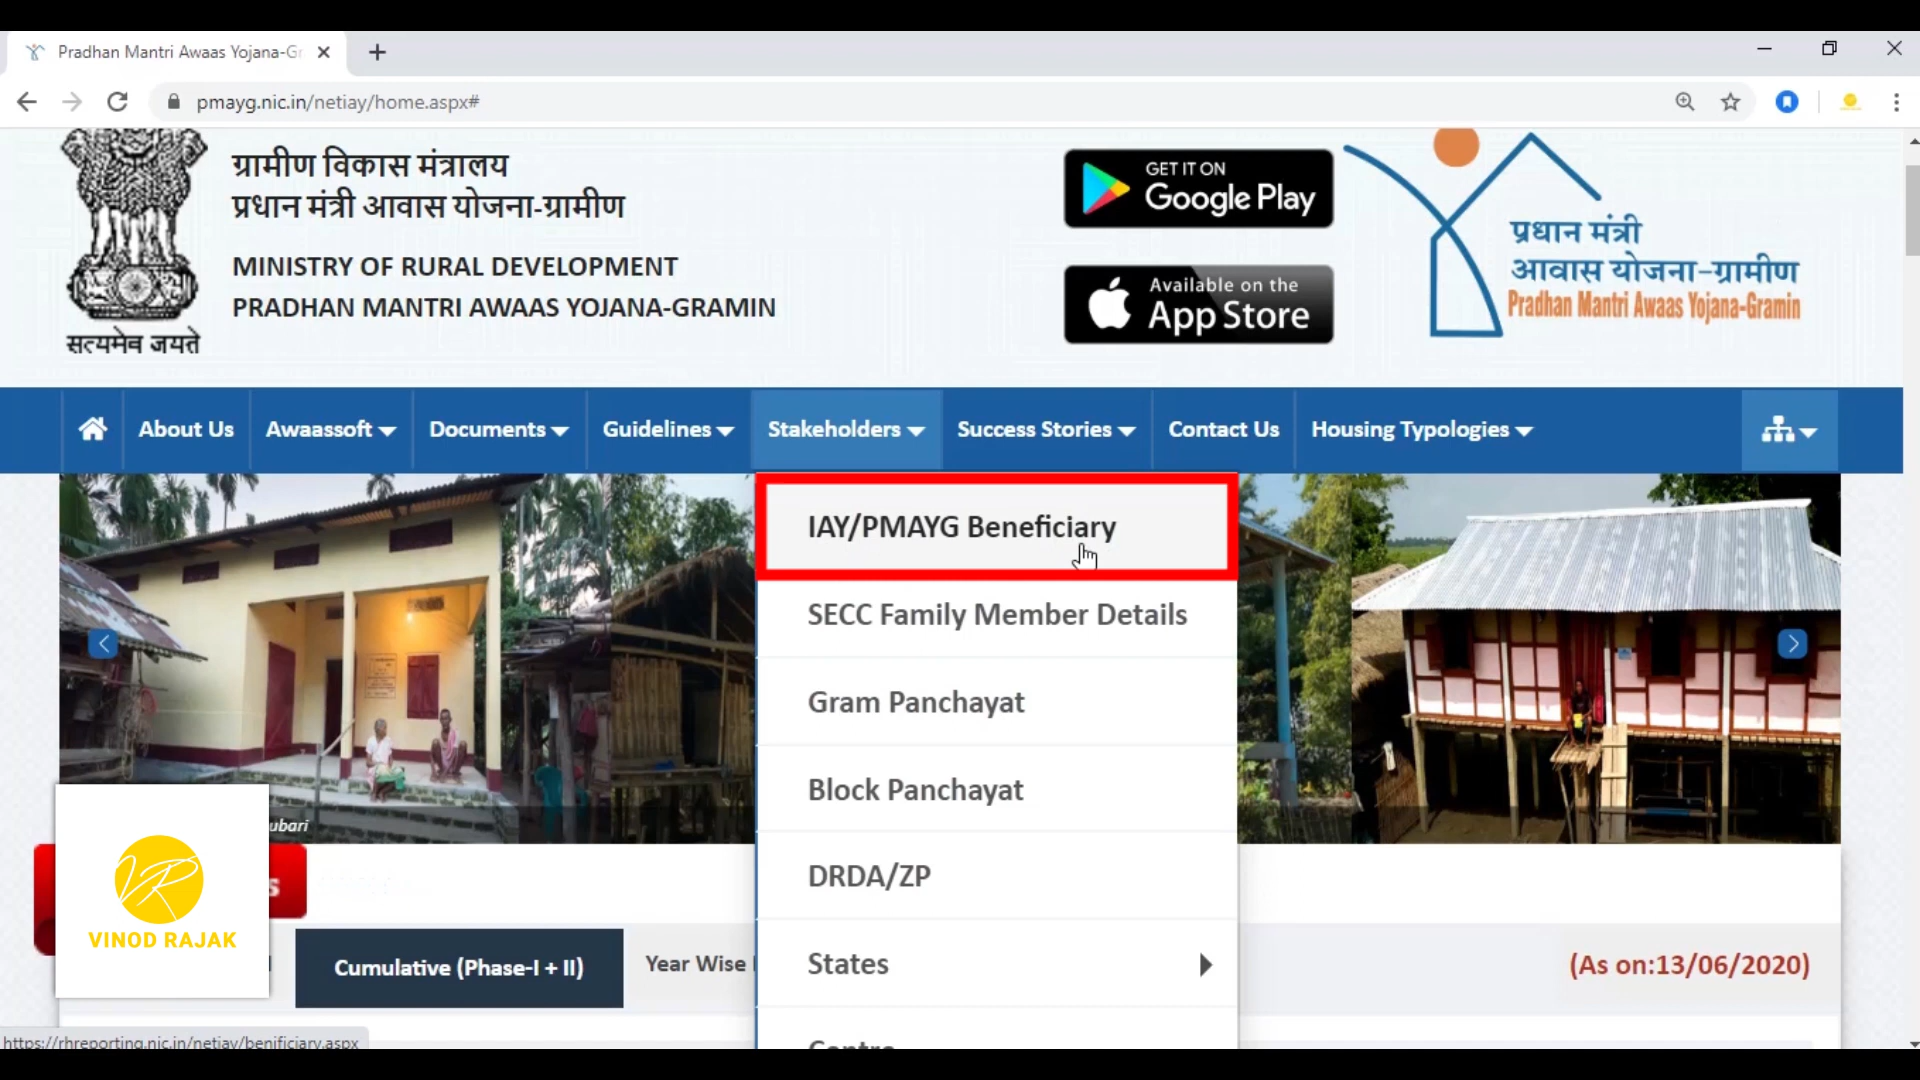 Pradhan Mantri Awaas Yojana-Gr
pmayg.nic.in/netiay/home.aspx#
ग्रामीण विकास मंत्रालय
प्रधान मंत्री आवास योजना-ग्रामीण
MINISTRY OF RURAL DEVELOPMENT
PRADHAN MANTRI AWAAS YOJANA-GRAMIN
सत्यमेव जयते
GET IT ON
Google Play
Available on the
App Store
प्रधान मंत्री
आवास योजना-ग्रामीण
Pradhan Mantri Awaas Yojana-Gramin
About Us
Awaassoft
Documents
Guidelines
Stakeholders
Success Stories
Contact Us
Housing Typologies
IAY/PMAYG Beneficiary
SECC Family Member Details
Gram Panchayat
Block Panchayat
DRDA/ZP
States
Centre
ubari
s
VR
VINOD RAJAK
Cumulative (Phase-I + II)
Year Wise
(As on:13/06/2020)
https://rhreporting.nic.in/netiay/benificiary.aspx